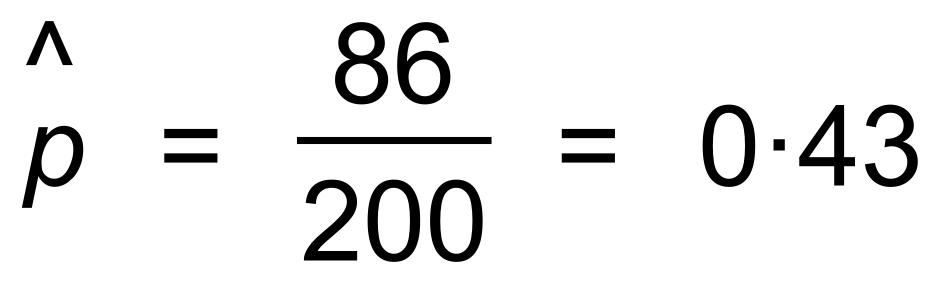 p̂ = 86/200 = 0·43